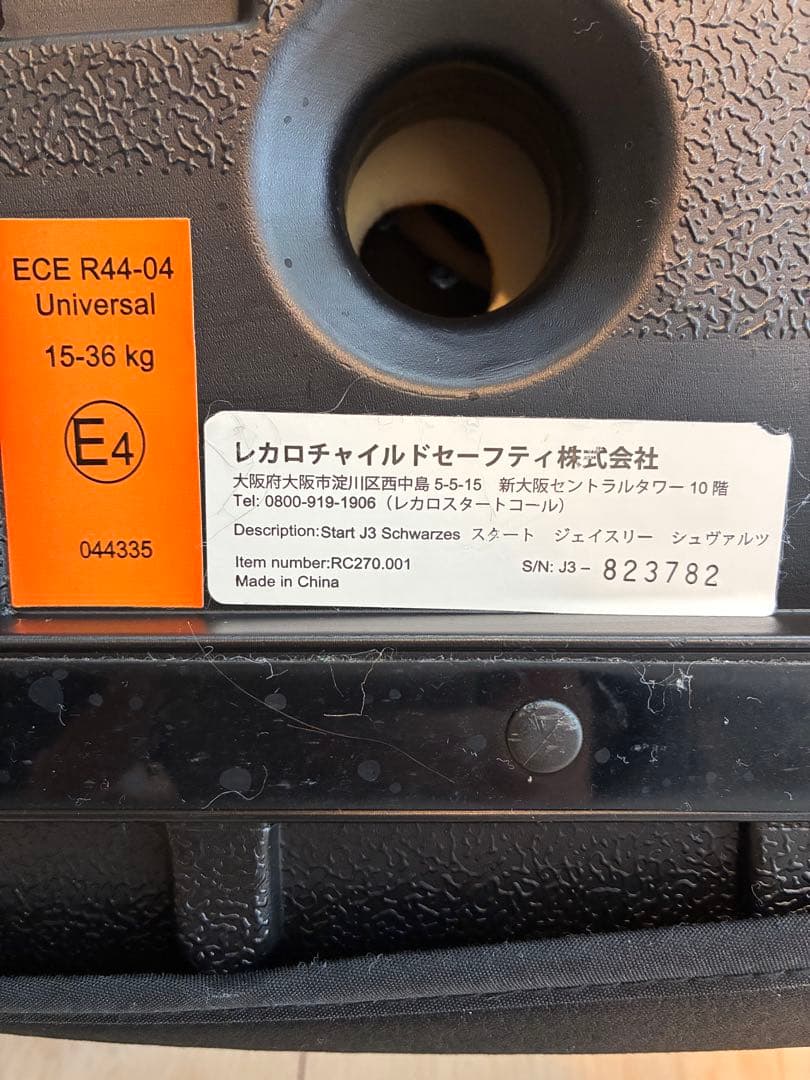 ECE R44-04
Universal
15-36 kg
E4
044335
レカロチャイルドセーフティ株式会社
大阪府大阪市淀川区西中島 5-5-15　新大阪セントラルタワー 10 階
Tel: 0800-919-1906（レカロスタートコール）
Description:Start J3 Schwarzes スタート　ジェイスリー　シュヴァルツ
Item number:RC270.001
S/N: J3 – 823782
Made in China